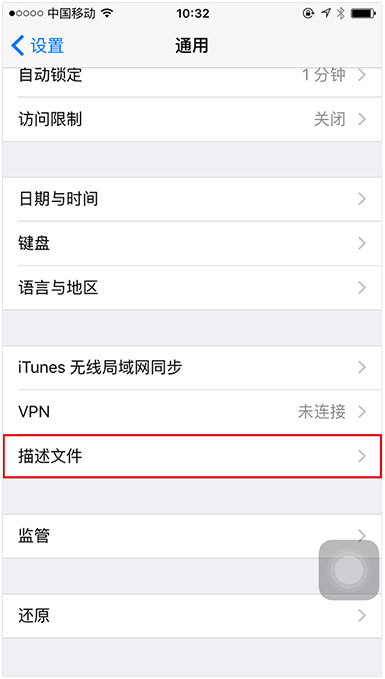 中国移动 10:32
设置 通用
自动锁定 1 分钟
访问限制 关闭
日期与时间
键盘
语言与地区
iTunes 无线局域网同步
VPN 未连接
描述文件
监管
还原